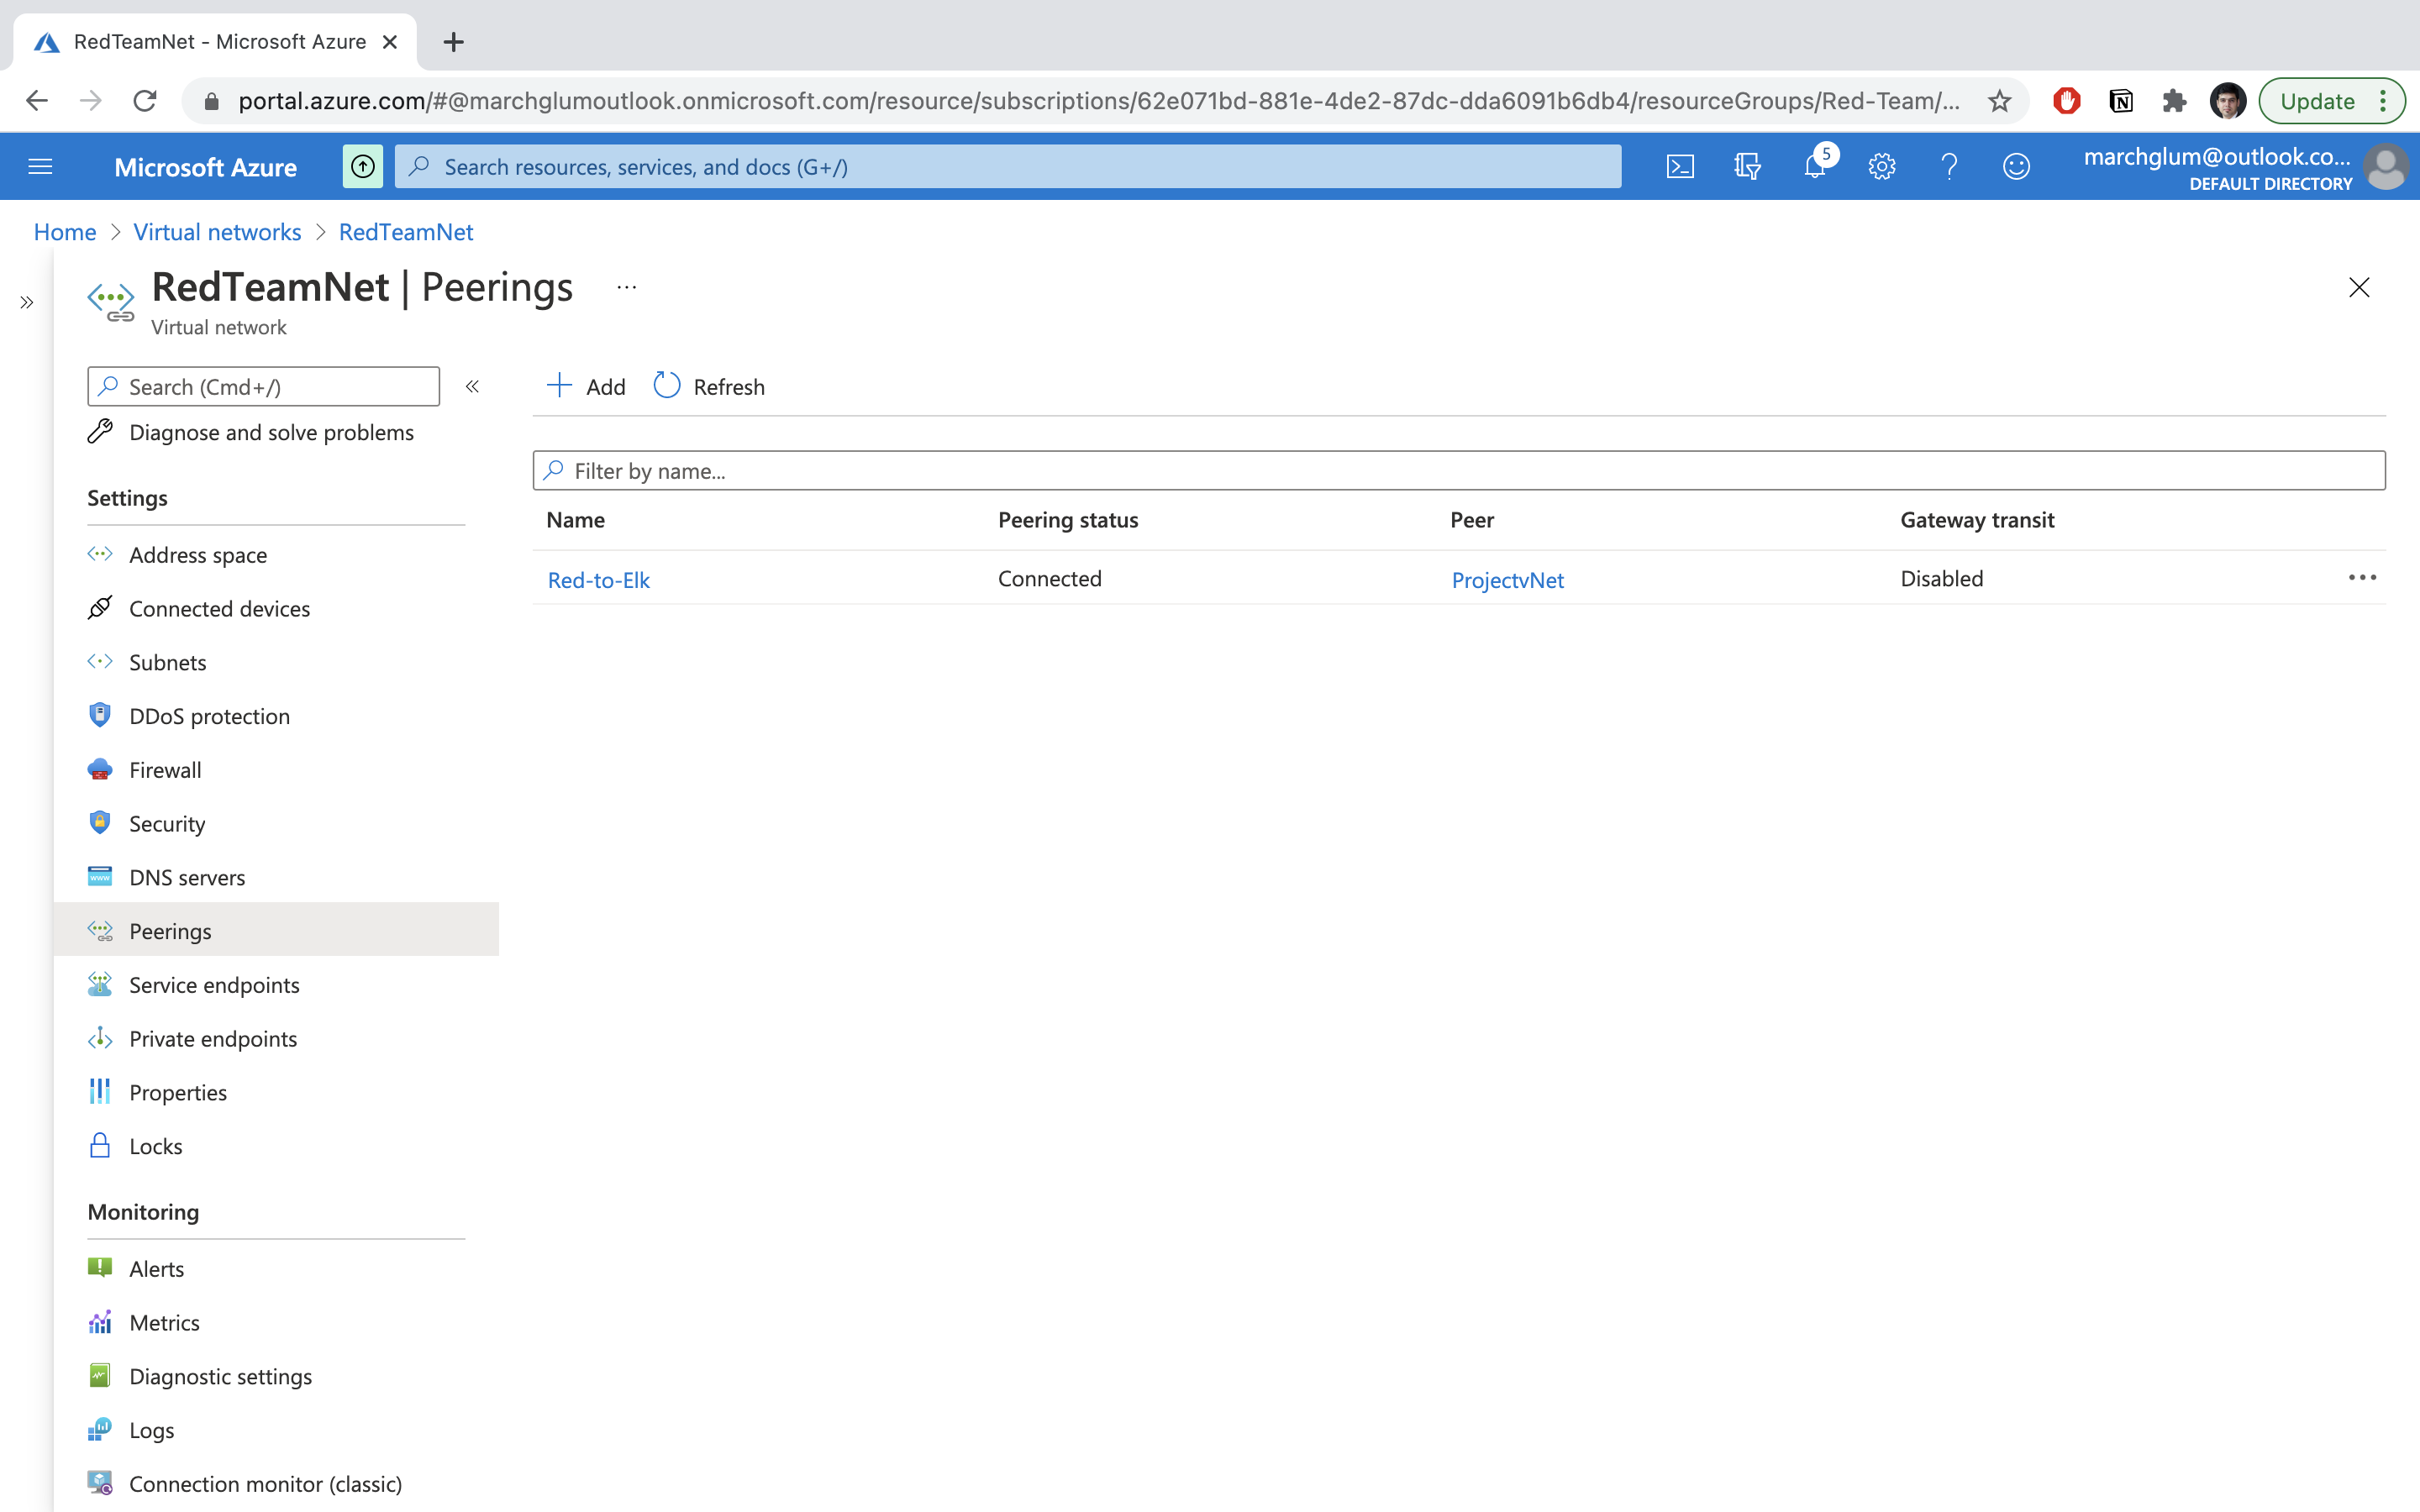 RedTeamNet - Microsoft Azure
portal.azure.com/#@marchglumoutlook.onmicrosoft.com/resource/subscriptions/62e071bd-881e-4de2-87dc-dda6091b6db4/resourceGroups/Red-Team/...
Update
Microsoft Azure
Search resources, services, and docs (G+/)
5
marchglum@outlook.co...
DEFAULT DIRECTORY
Home > Virtual networks > RedTeamNet
RedTeamNet | Peerings ...
Virtual network
Search (Cmd+/)
Add Refresh
Diagnose and solve problems
Filter by name...
Settings
Name Peering status Peer Gateway transit
Red-to-Elk Connected ProjectvNet Disabled
Address space
Connected devices
Subnets
DDoS protection
Firewall
Security
DNS servers
Peerings
Service endpoints
Private endpoints
Properties
Locks
Monitoring
Alerts
Metrics
Diagnostic settings
Logs
Connection monitor (classic)